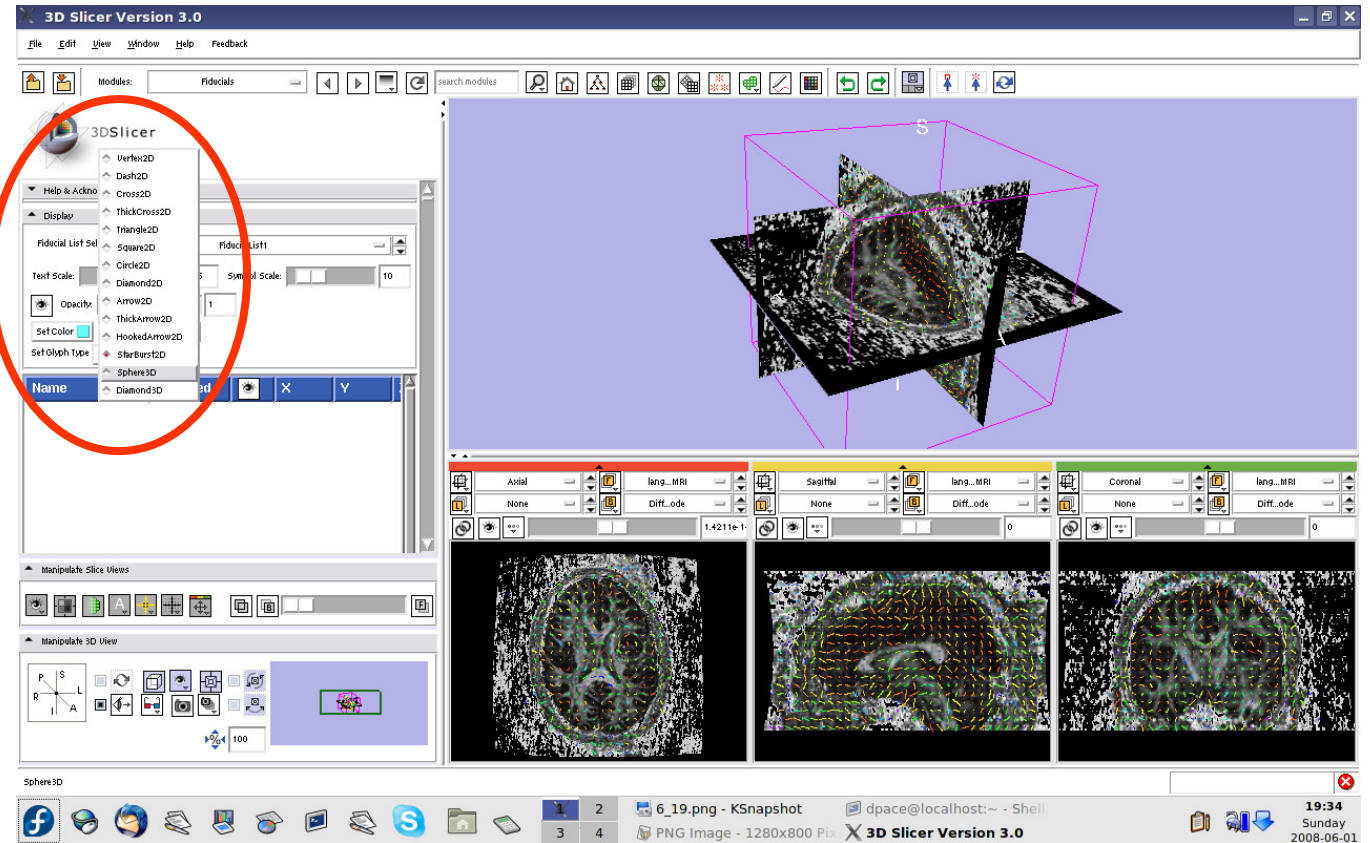 3D Slicer Version 3.0
File Edit View Window Help Feedback
Modules: Fiducials search modules
3DSlicer
Vertex2D
Dash2D
Cross2D
ThickCross2D
Triangle2D
Square2D
Circle2D
Diamond2D
Arrow2D
ThickArrow2D
HookedArrow2D
StarBurst2D
Sphere3D
Diamond3D
Help & Ackno
Display
Fiducial List Sel
Text Scale: Symbol Scale: 10
Opacity: 1
Set Color
Set Glyph Type
Name ed X Y
S
A
I
Axial lang...MRI
None Diff...ode
1.4211e-1
Sagittal lang...MRI
None Diff...ode
0
Coronal lang...MRI
None Diff...ode
0
Manipulate Slice Views
Manipulate 3D View
P S
R L
I A
100
Sphere3D
1 2
3 4
6_19.png - KSnapshot
dpace@localhost:~ - Shell
PNG Image - 1280x800 Pix
3D Slicer Version 3.0
19:34
Sunday
2008-06-01